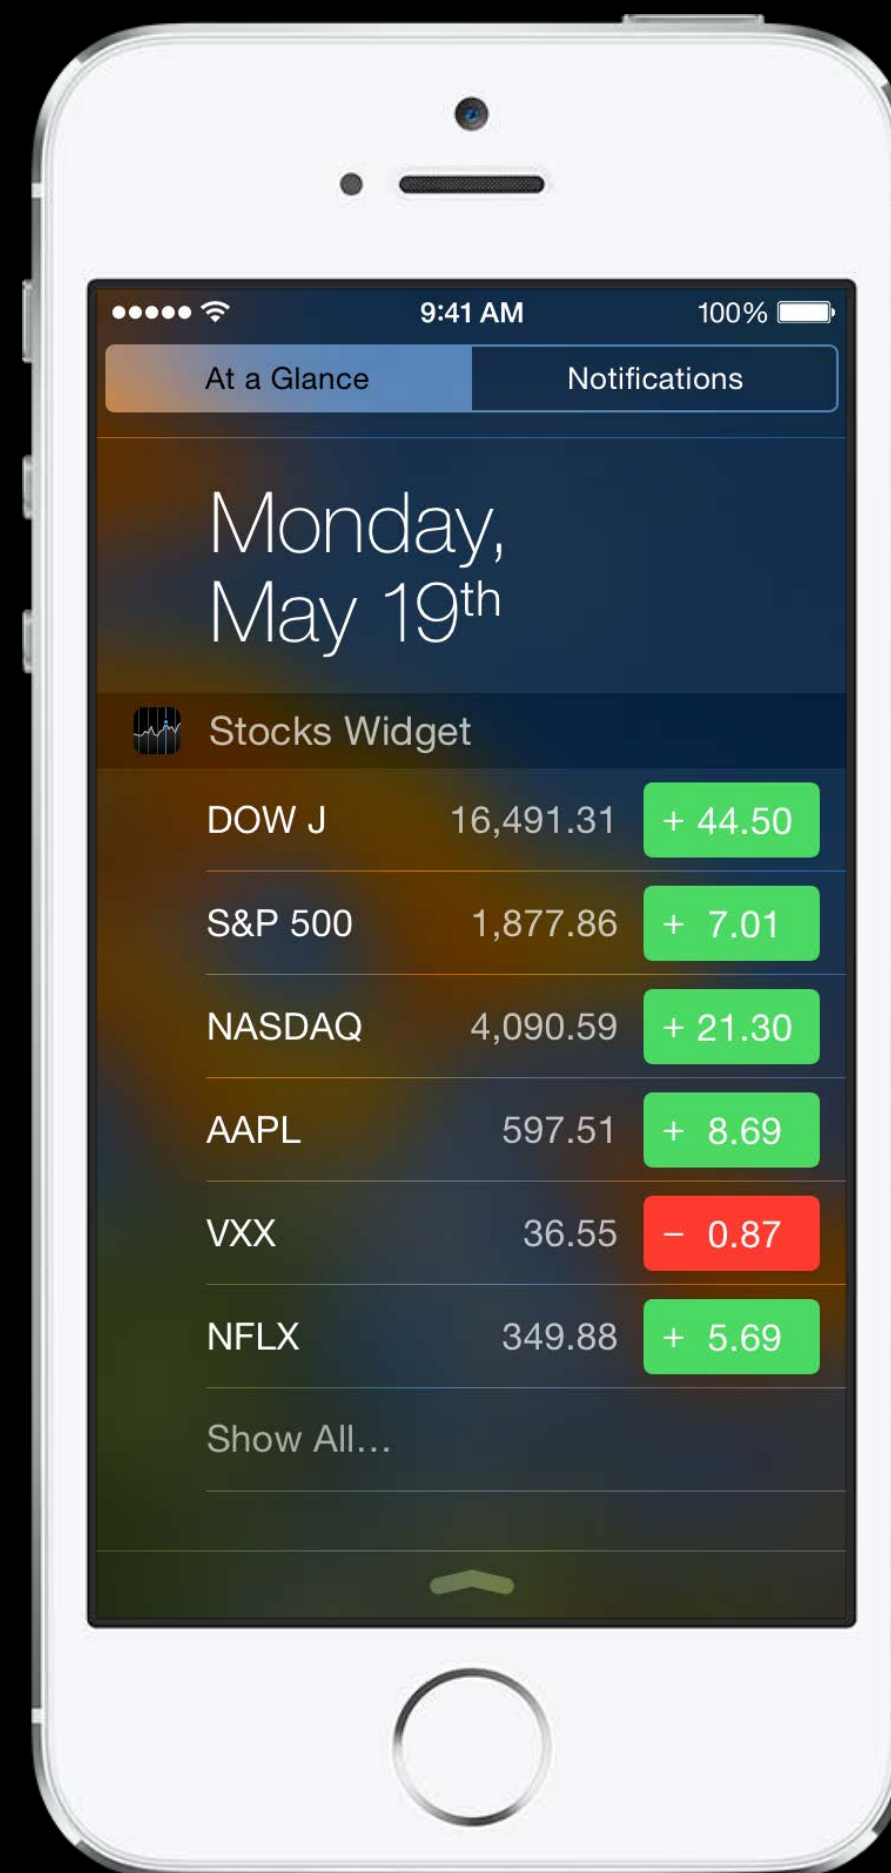 9:41 AM 100%
At a Glance Notifications
Monday,
May 19th
Stocks Widget
DOW J 16,491.31 + 44.50
S&P 500 1,877.86 + 7.01
NASDAQ 4,090.59 + 21.30
AAPL 597.51 + 8.69
VXX 36.55 − 0.87
NFLX 349.88 + 5.69
Show All...